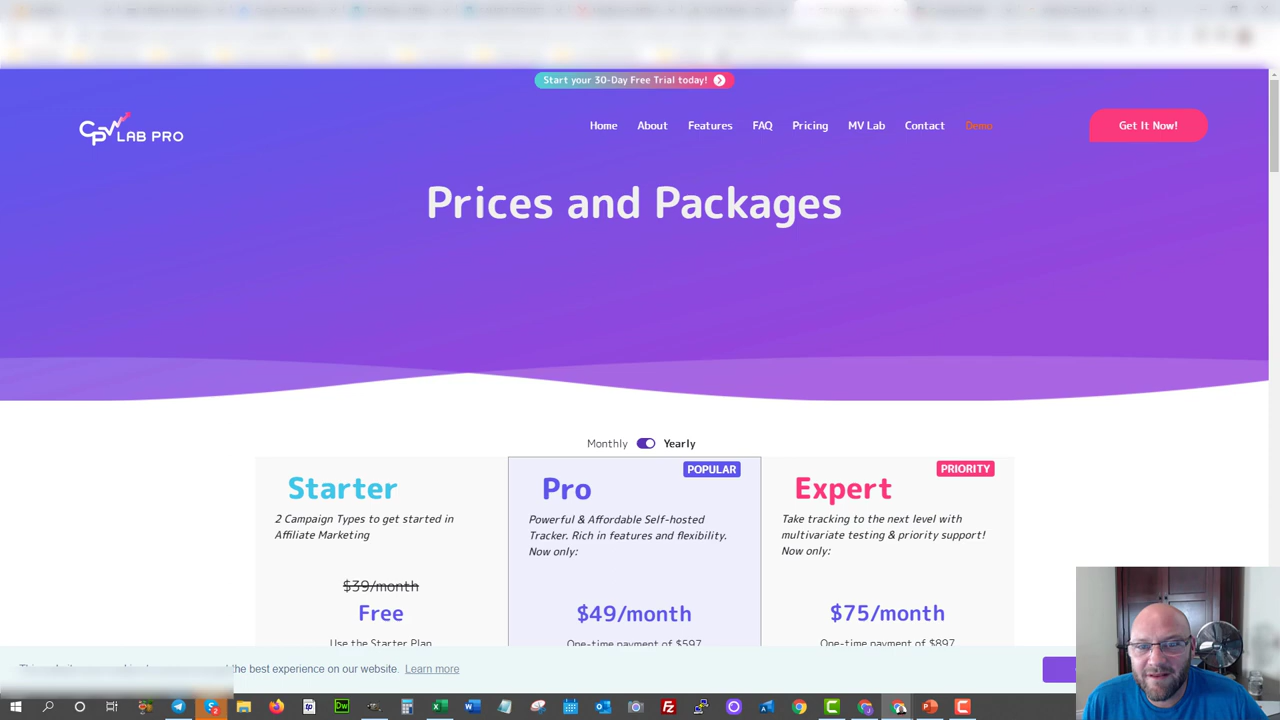 Start your 30-Day Free Trial today!
CPV LAB PRO
Home About Features FAQ Pricing MV Lab Contact Demo
Get It Now!
Prices and Packages
Monthly Yearly
Starter
2 Campaign Types to get started in
Affiliate Marketing
$39/month
Free
Use the Starter Plan
POPULAR
Pro
Powerful & Affordable Self-hosted
Tracker. Rich in features and flexibility.
Now only:
$49/month
One-time payment of $597
PRIORITY
Expert
Take tracking to the next level with
multivariate testing & priority support!
Now only:
$75/month
One-time payment of $897
the best experience on our website. Learn more